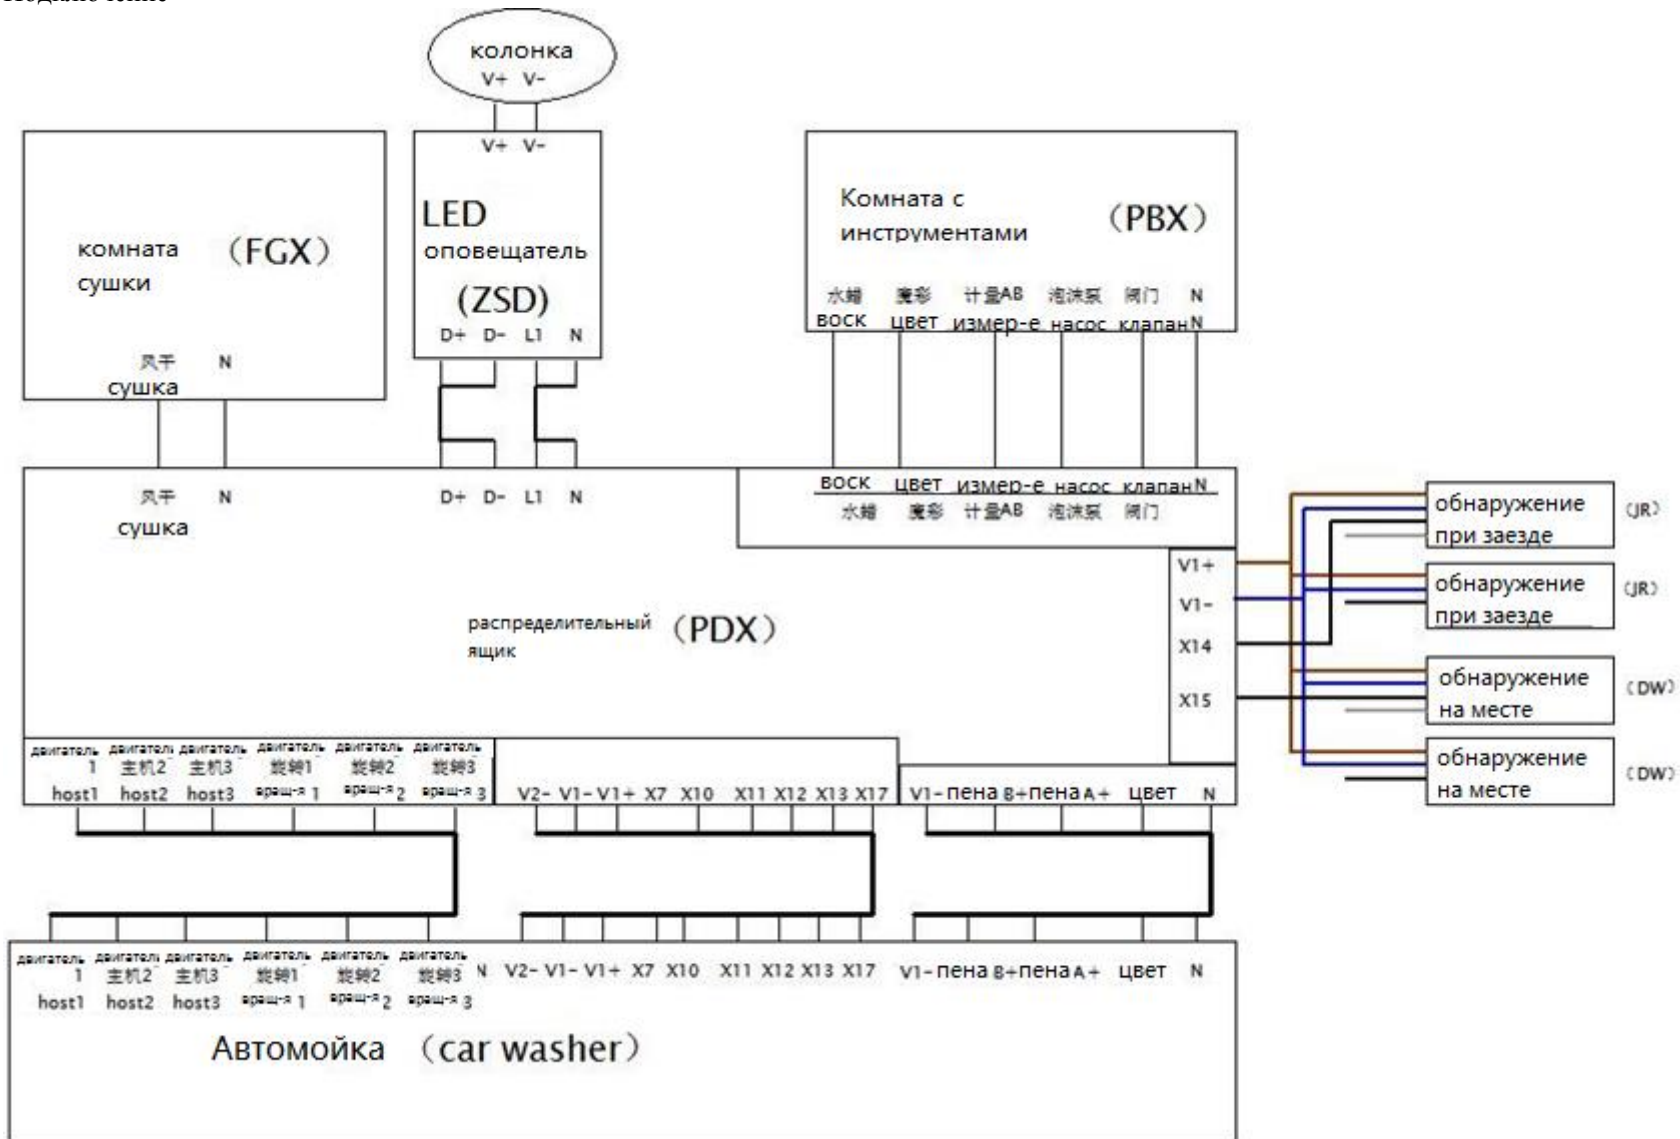 Подключение
колонка
V+ V-
V+ V-
LED
оповещатель
(ZSD)
D+ D- L1 N
комната
сушки
（FGX）
风干 N
сушка
Комната с
инструментами
（PBX）
水蜡 魔彩 计量AB 泡沫泵 阀门 N
воск цвет измер-е насос клапан N
风干 N
сушка
D+ D- L1 N
воск цвет измер-е насос клапан N
水蜡 魔彩 计量AB 泡沫泵 阀门
распределительный
ящик
（PDX）
V1+
V1-
X14
X15
обнаружение
при заезде
(JR)
обнаружение
при заезде
(JR)
обнаружение
на месте
(DW)
обнаружение
на месте
(DW)
двигатель двигатель двигатель двигатель двигатель двигатель
1 主机2 主机3 旋转1 旋转2 旋转3
host1 host2 host3 вращ-я 1 вращ-я 2 вращ-я 3
V2- V1- V1+ X7 X10 X11 X12 X13 X17
V1- пена B+ пена A+ цвет N
двигатель двигатель двигатель двигатель двигатель двигатель
1 主机2 主机3 旋转1 旋转2 旋转3 N
host1 host2 host3 вращ-я 1 вращ-я 2 вращ-я 3
V2- V1- V1+ X7 X10 X11 X12 X13 X17
V1- пена B+ пена A+ цвет N
Автомойка （car washer）